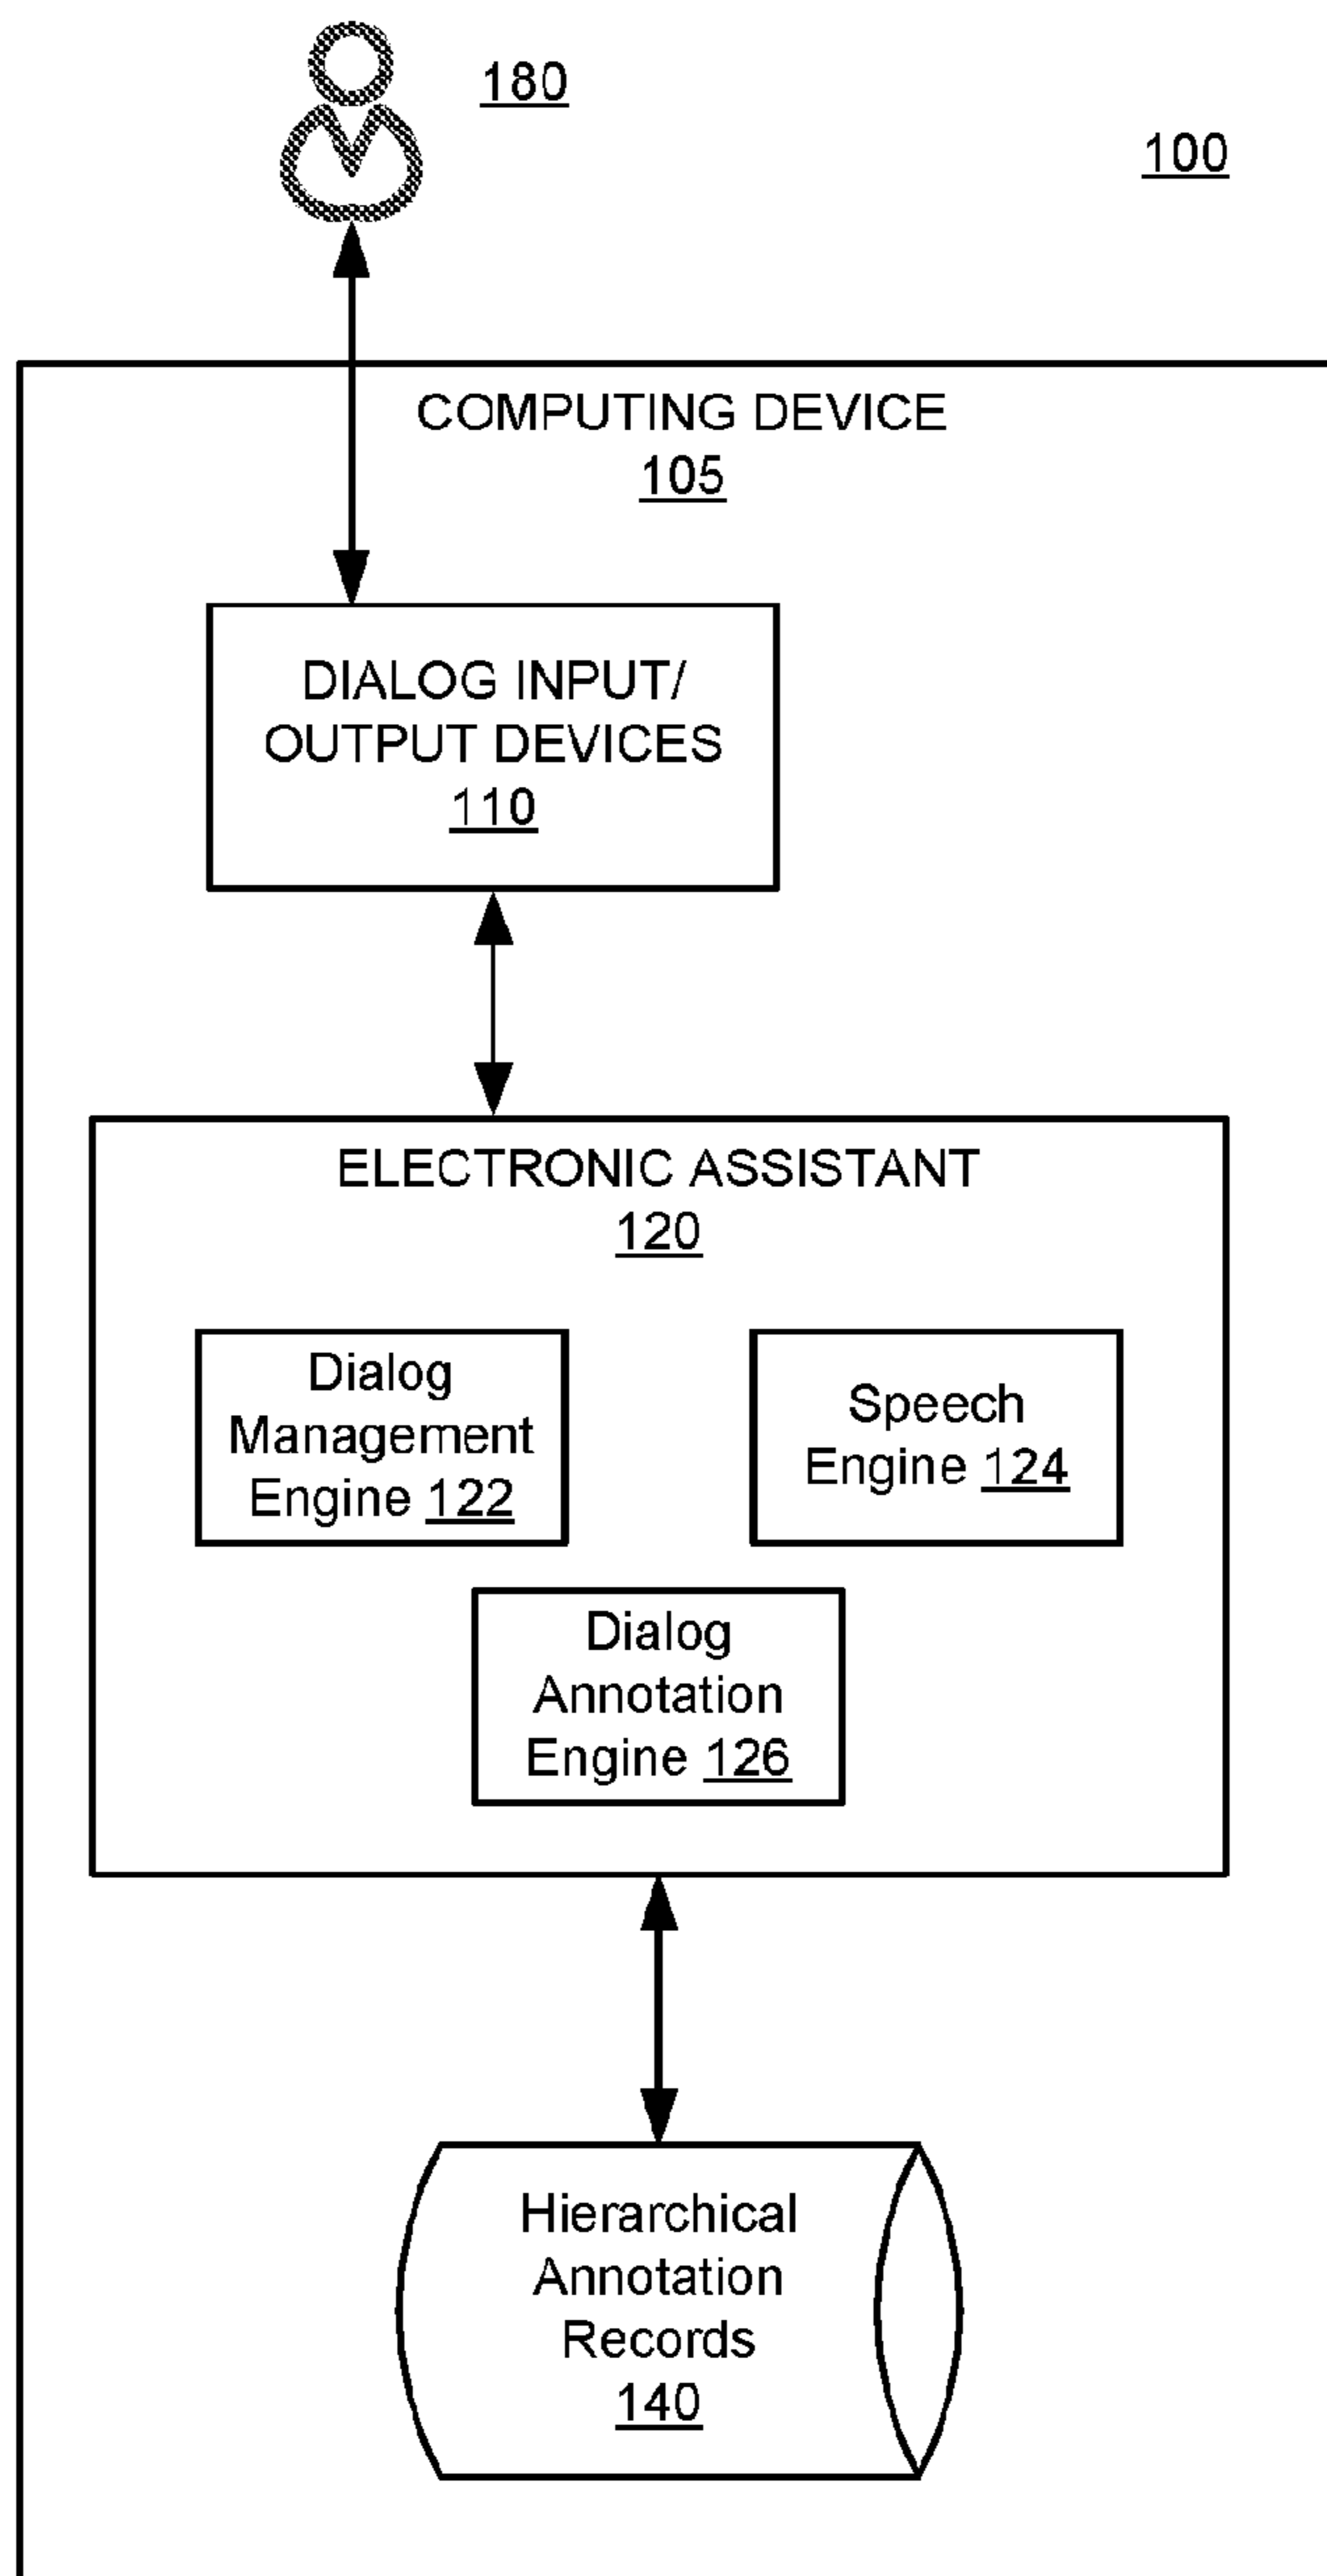 180
100
COMPUTING DEVICE
105
DIALOG INPUT/
OUTPUT DEVICES
110
ELECTRONIC ASSISTANT
120
Dialog
Management
Engine 122
Speech
Engine 124
Dialog
Annotation
Engine 126
Hierarchical
Annotation
Records
140